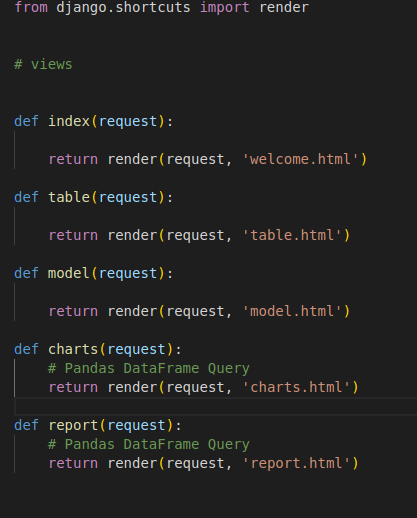 from django.shortcuts import render
# views
def index(request):
return render(request, 'welcome.html')
def table(request):
return render(request, 'table.html')
def model(request):
return render(request, 'model.html')
def charts(request):
# Pandas DataFrame Query
return render(request, 'charts.html')
def report(request):
# Pandas DataFrame Query
return render(request, 'report.html')